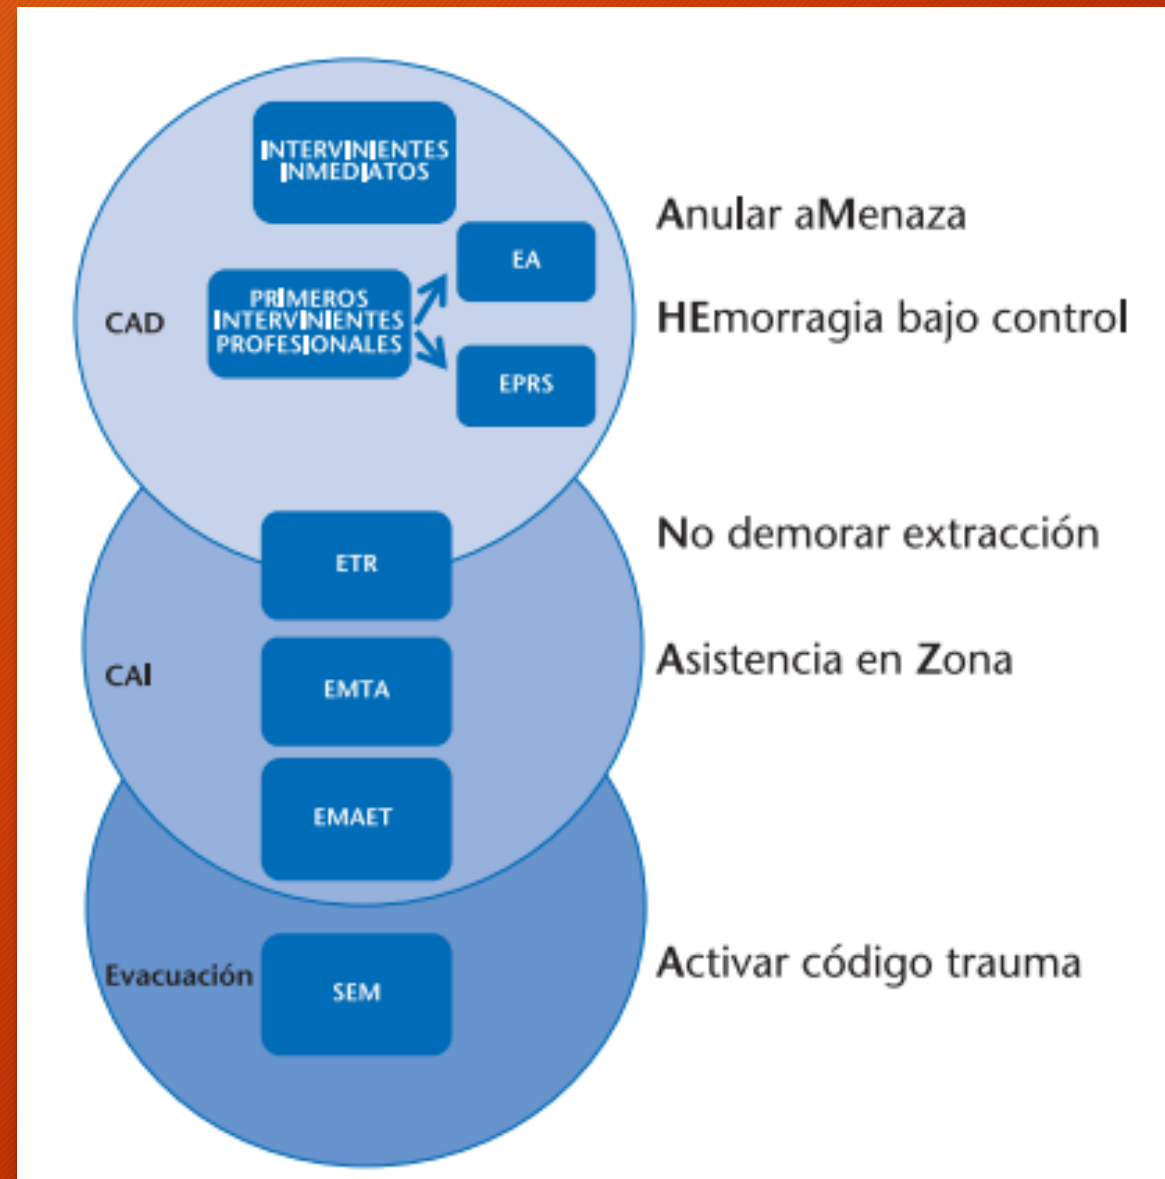 INTERVINIENTES
INMEDIATOS
Anular aMenaza
EA
CAD
PRIMEROS
INTERVINIENTES
PROFESIONALES
HEmorragia bajo control
EPRS
ETR
No demorar extracción
CAI
EMTA
Asistencia en Zona
EMAET
Evacuación
SEM
Activar código trauma